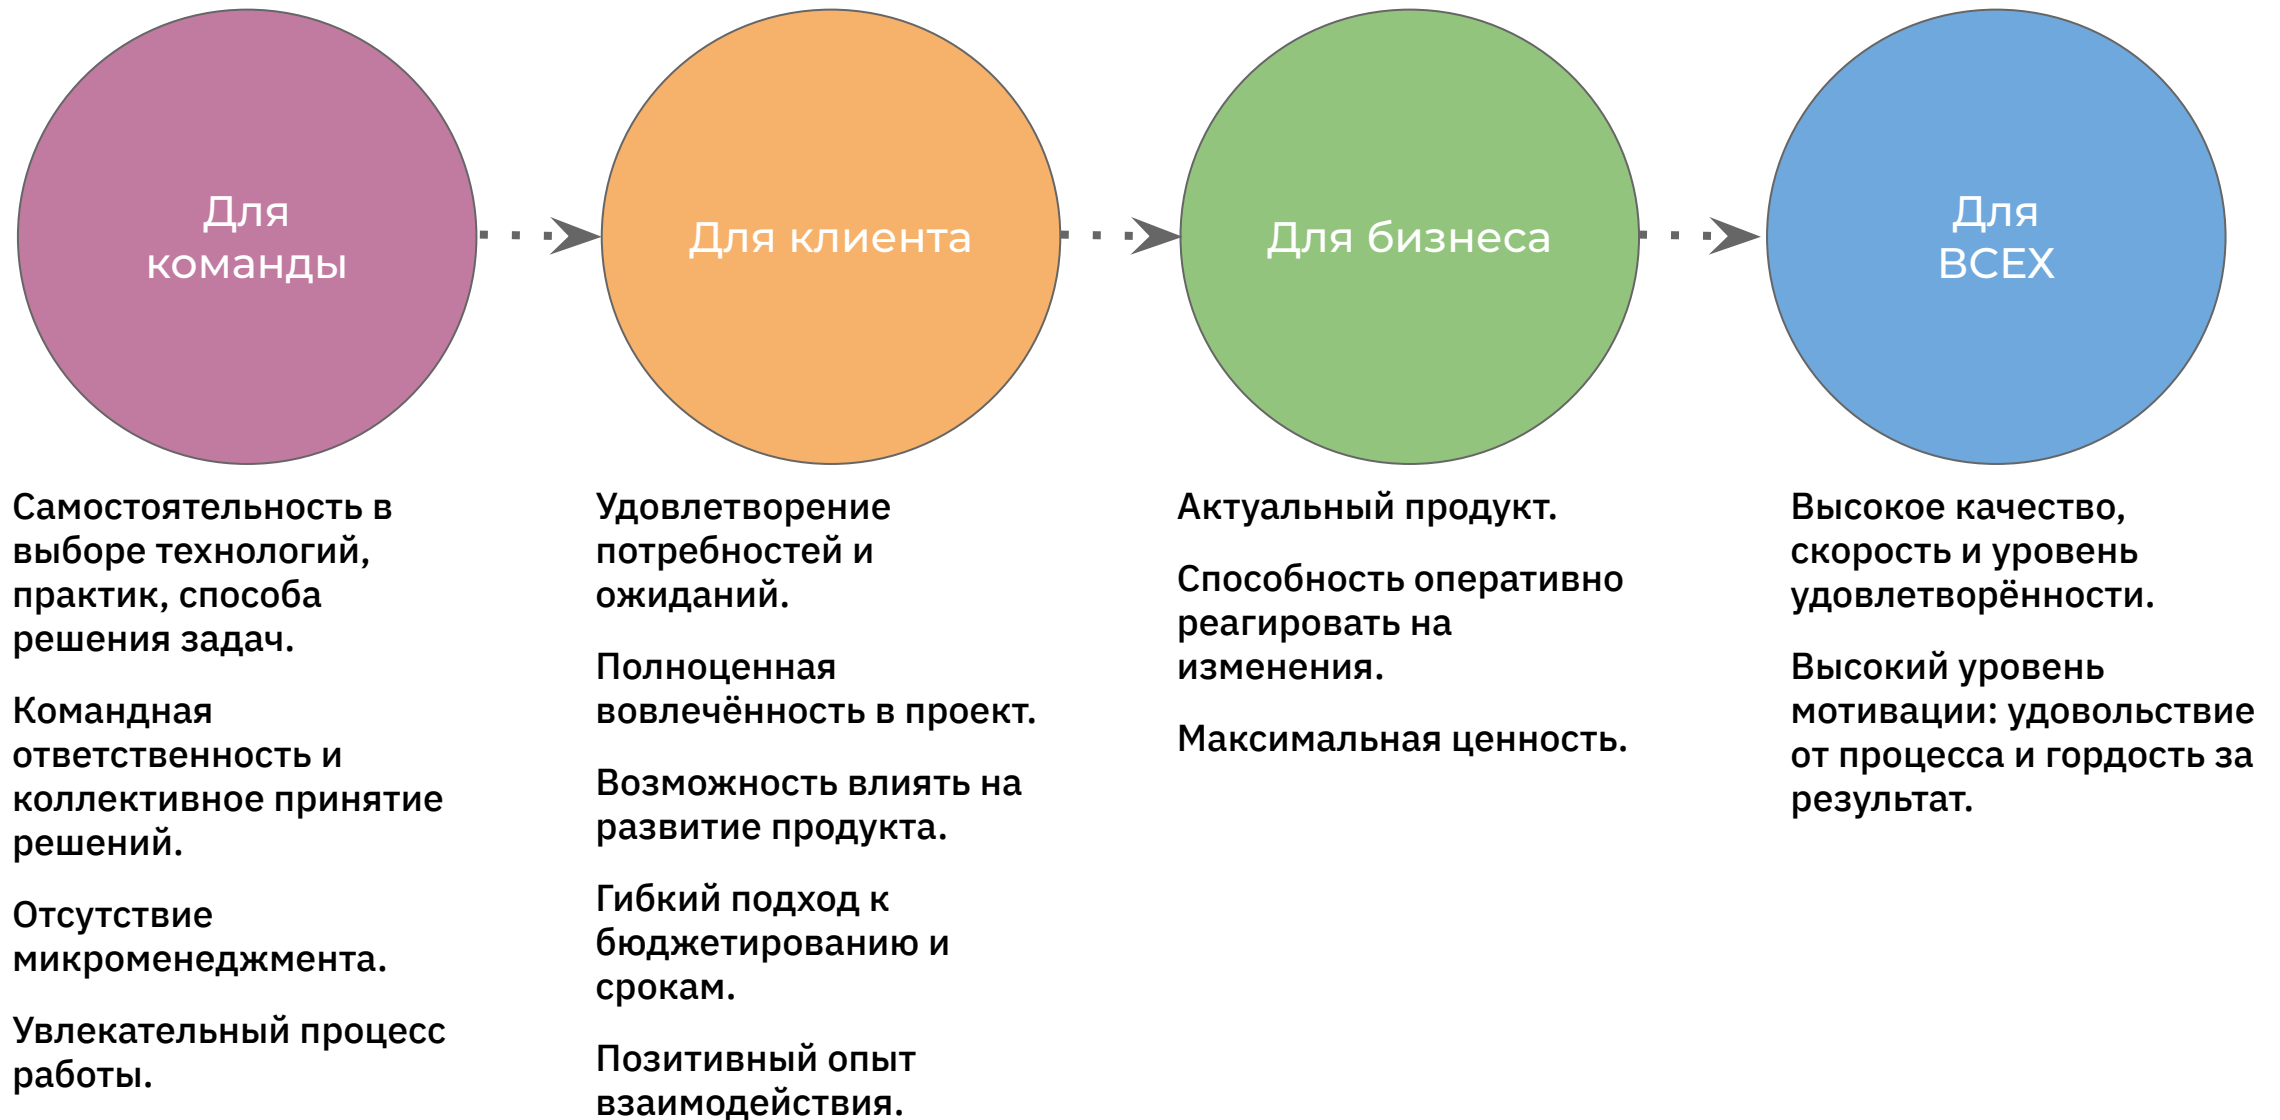 Для
команды
Для клиента
Для бизнеса
Для
ВСЕХ
Самостоятельность в
выборе технологий,
практик, способа
решения задач.
Командная
ответственность и
коллективное принятие
решений.
Отсутствие
микроменеджмента.
Увлекательный процесс
работы.
Удовлетворение
потребностей и
ожиданий.
Полноценная
вовлечённость в проект.
Возможность влиять на
развитие продукта.
Гибкий подход к
бюджетированию и
срокам.
Позитивный опыт
взаимодействия.
Актуальный продукт.
Способность оперативно
реагировать на
изменения.
Максимальная ценность.
Высокое качество,
скорость и уровень
удовлетворённости.
Высокий уровень
мотивации: удовольствие
от процесса и гордость за
результат.